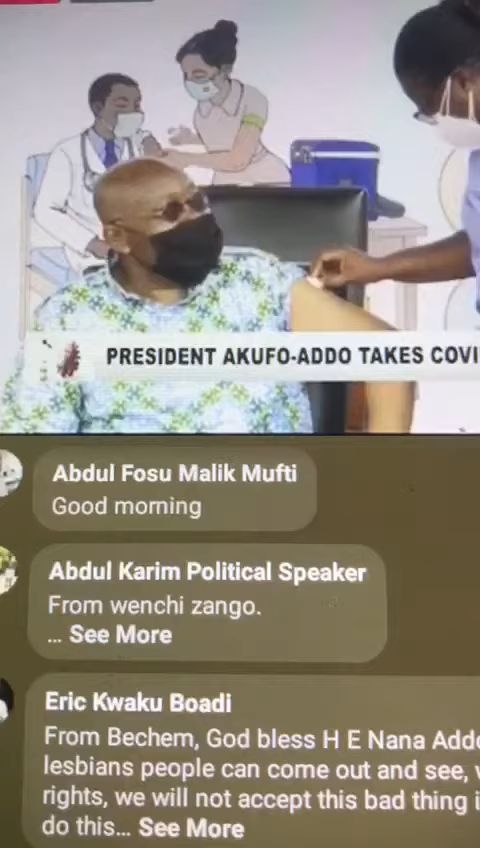 PRESIDENT AKUFO-ADDO TAKES COVI
Abdul Fosu Malik Mufti
Good morning
Abdul Karim Political Speaker
From wenchi zango.
... See More
Eric Kwaku Boadi
From Bechem, God bless H E Nana Addo
lesbians people can come out and see,
rights, we will not accept this bad thing
do this... See More